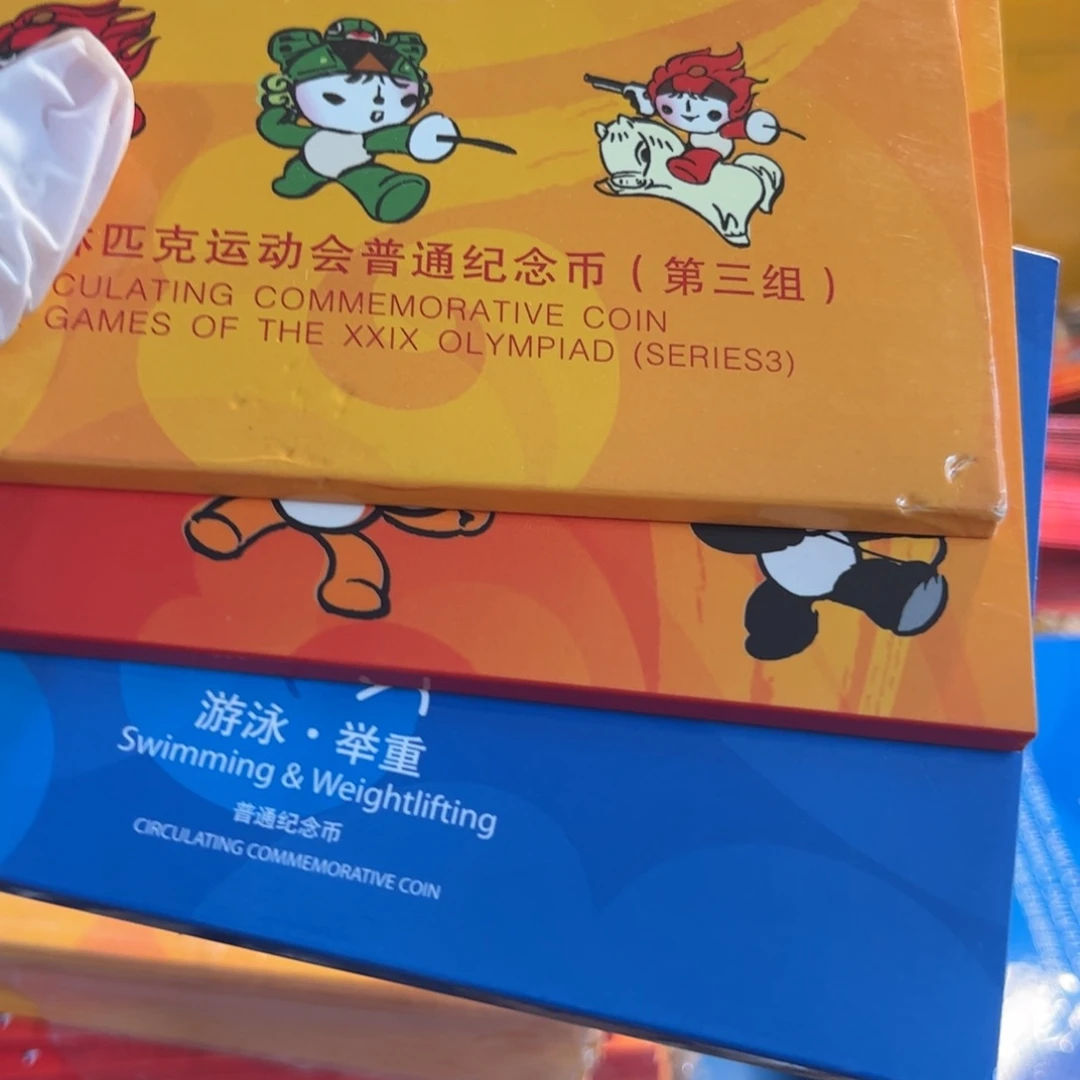 匹克运动会普通纪念币(第三组)
CULATING COMMEMORATIVE COIN
GAMES OF THE XXIX OLYMPIAD (SERIES3)
游泳·举重
Swimming & Weightlifting
普通纪念币
CIRCULATING COMMEMORATIVE COIN